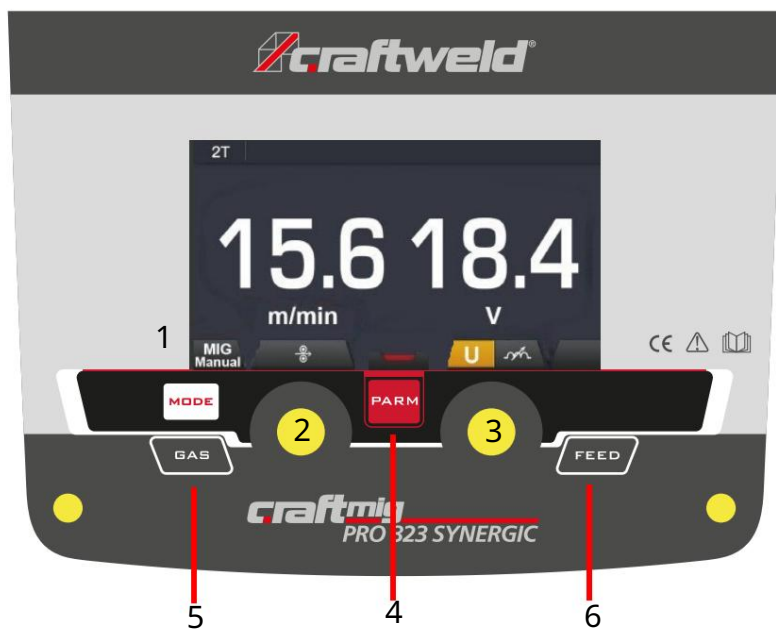 craftweld®
2T
15.6 18.4
m/min V
1
MIG
Manual
U
CE
MODE
PARM
2
3
GAS
FEED
craftmig
PRO 323 SYNERGIC
5
4
6